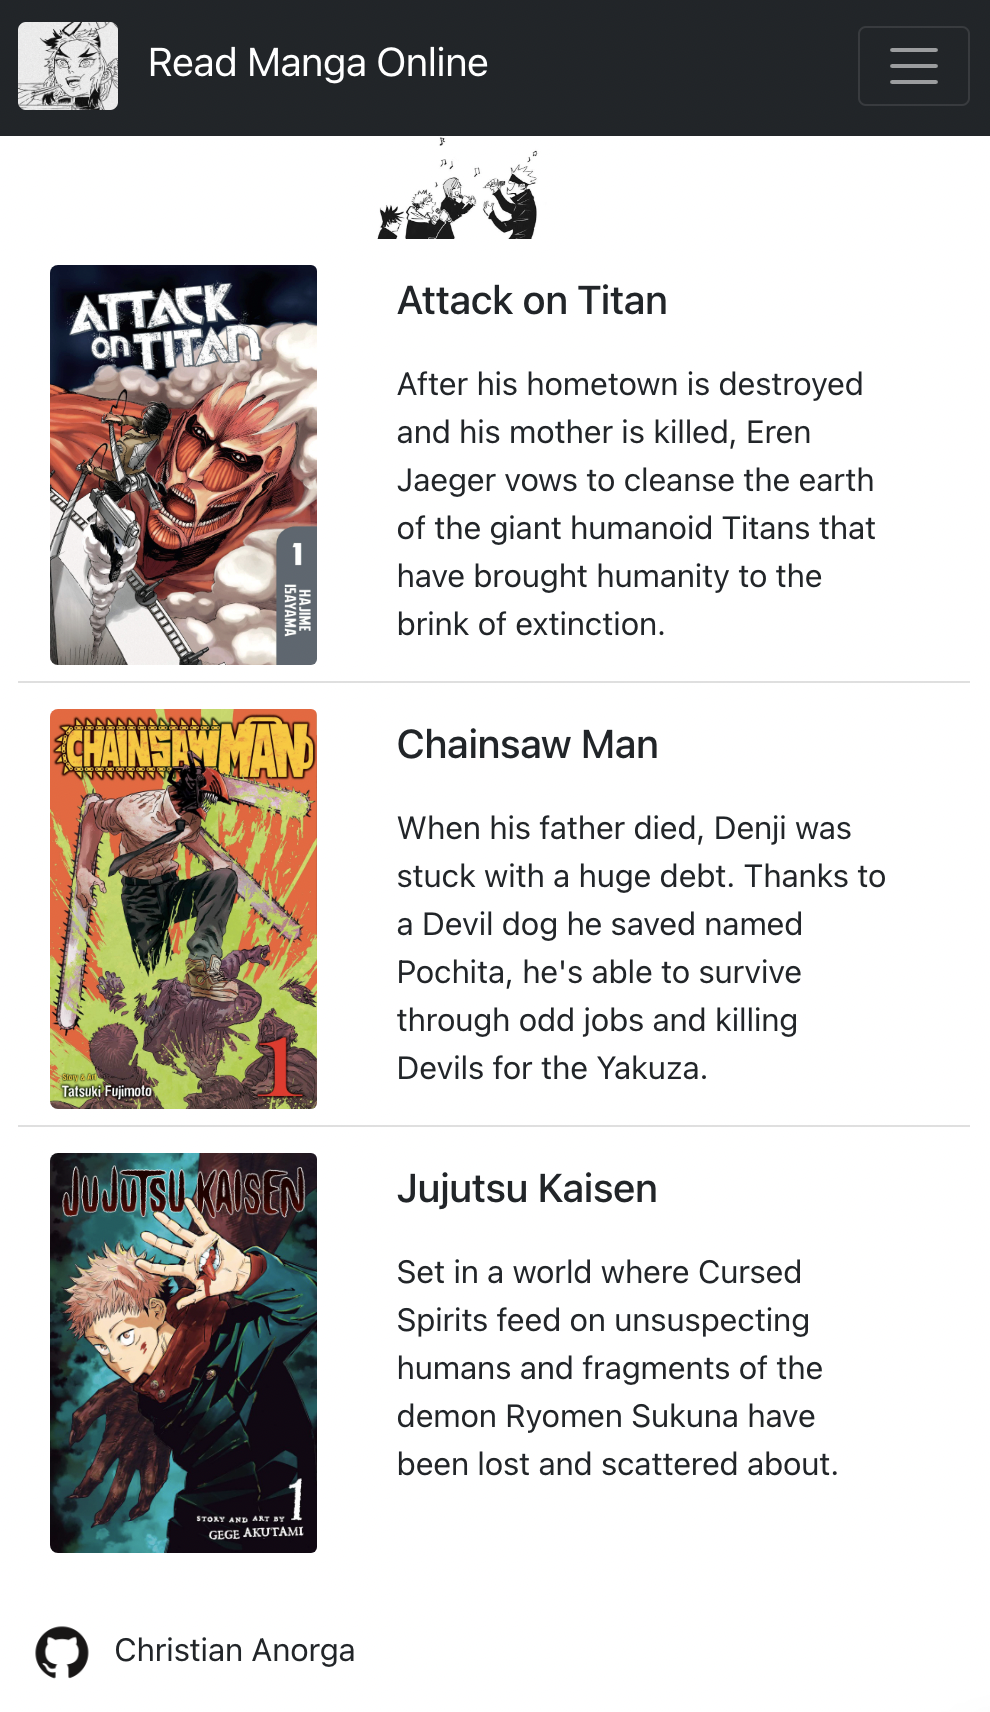 Read Manga Online
ATTACK
on TITAN
1
HAJIME
ISAYAMA
Attack on Titan
After his hometown is destroyed
and his mother is killed, Eren
Jaeger vows to cleanse the earth
of the giant humanoid Titans that
have brought humanity to the
brink of extinction.
CHAINSAW MAN
1
Story & Art
Tatsuki Fujimoto
Chainsaw Man
When his father died, Denji was
stuck with a huge debt. Thanks to
a Devil dog he saved named
Pochita, he's able to survive
through odd jobs and killing
Devils for the Yakuza.
JUJUTSU KAISEN
1
STORY AND ART BY
GEGE AKUTAMI
Jujutsu Kaisen
Set in a world where Cursed
Spirits feed on unsuspecting
humans and fragments of the
demon Ryomen Sukuna have
been lost and scattered about.
Christian Anorga